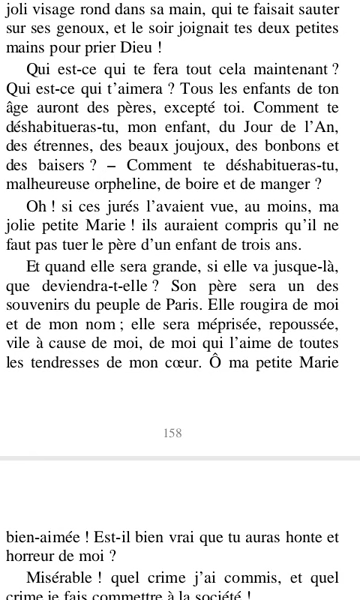 joli visage rond dans sa main, qui te faisait sauter
sur ses genoux, et le soir joignait tes deux petites
mains pour prier Dieu !
Qui est-ce qui te fera tout cela maintenant ?
Qui est-ce qui t’aimera ? Tous les enfants de ton
âge auront des pères, excepté toi. Comment te
déshabitueras-tu, mon enfant, du Jour de l’An,
des étrennes, des beaux joujoux, des bonbons et
des baisers ? – Comment te déshabitueras-tu,
malheureuse orpheline, de boire et de manger ?
Oh ! si ces jurés l’avaient vue, au moins, ma
jolie petite Marie ! ils auraient compris qu’il ne
faut pas tuer le père d’un enfant de trois ans.
Et quand elle sera grande, si elle va jusque-là,
que deviendra-t-elle ? Son père sera un des
souvenirs du peuple de Paris. Elle rougira de moi
et de mon nom ; elle sera méprisée, repoussée,
vile à cause de moi, de moi qui l’aime de toutes
les tendresses de mon cœur. Ô ma petite Marie
158
bien-aimée ! Est-il bien vrai que tu auras honte et
horreur de moi ?
Misérable ! quel crime j’ai commis, et quel
crime je fais commettre à la société !